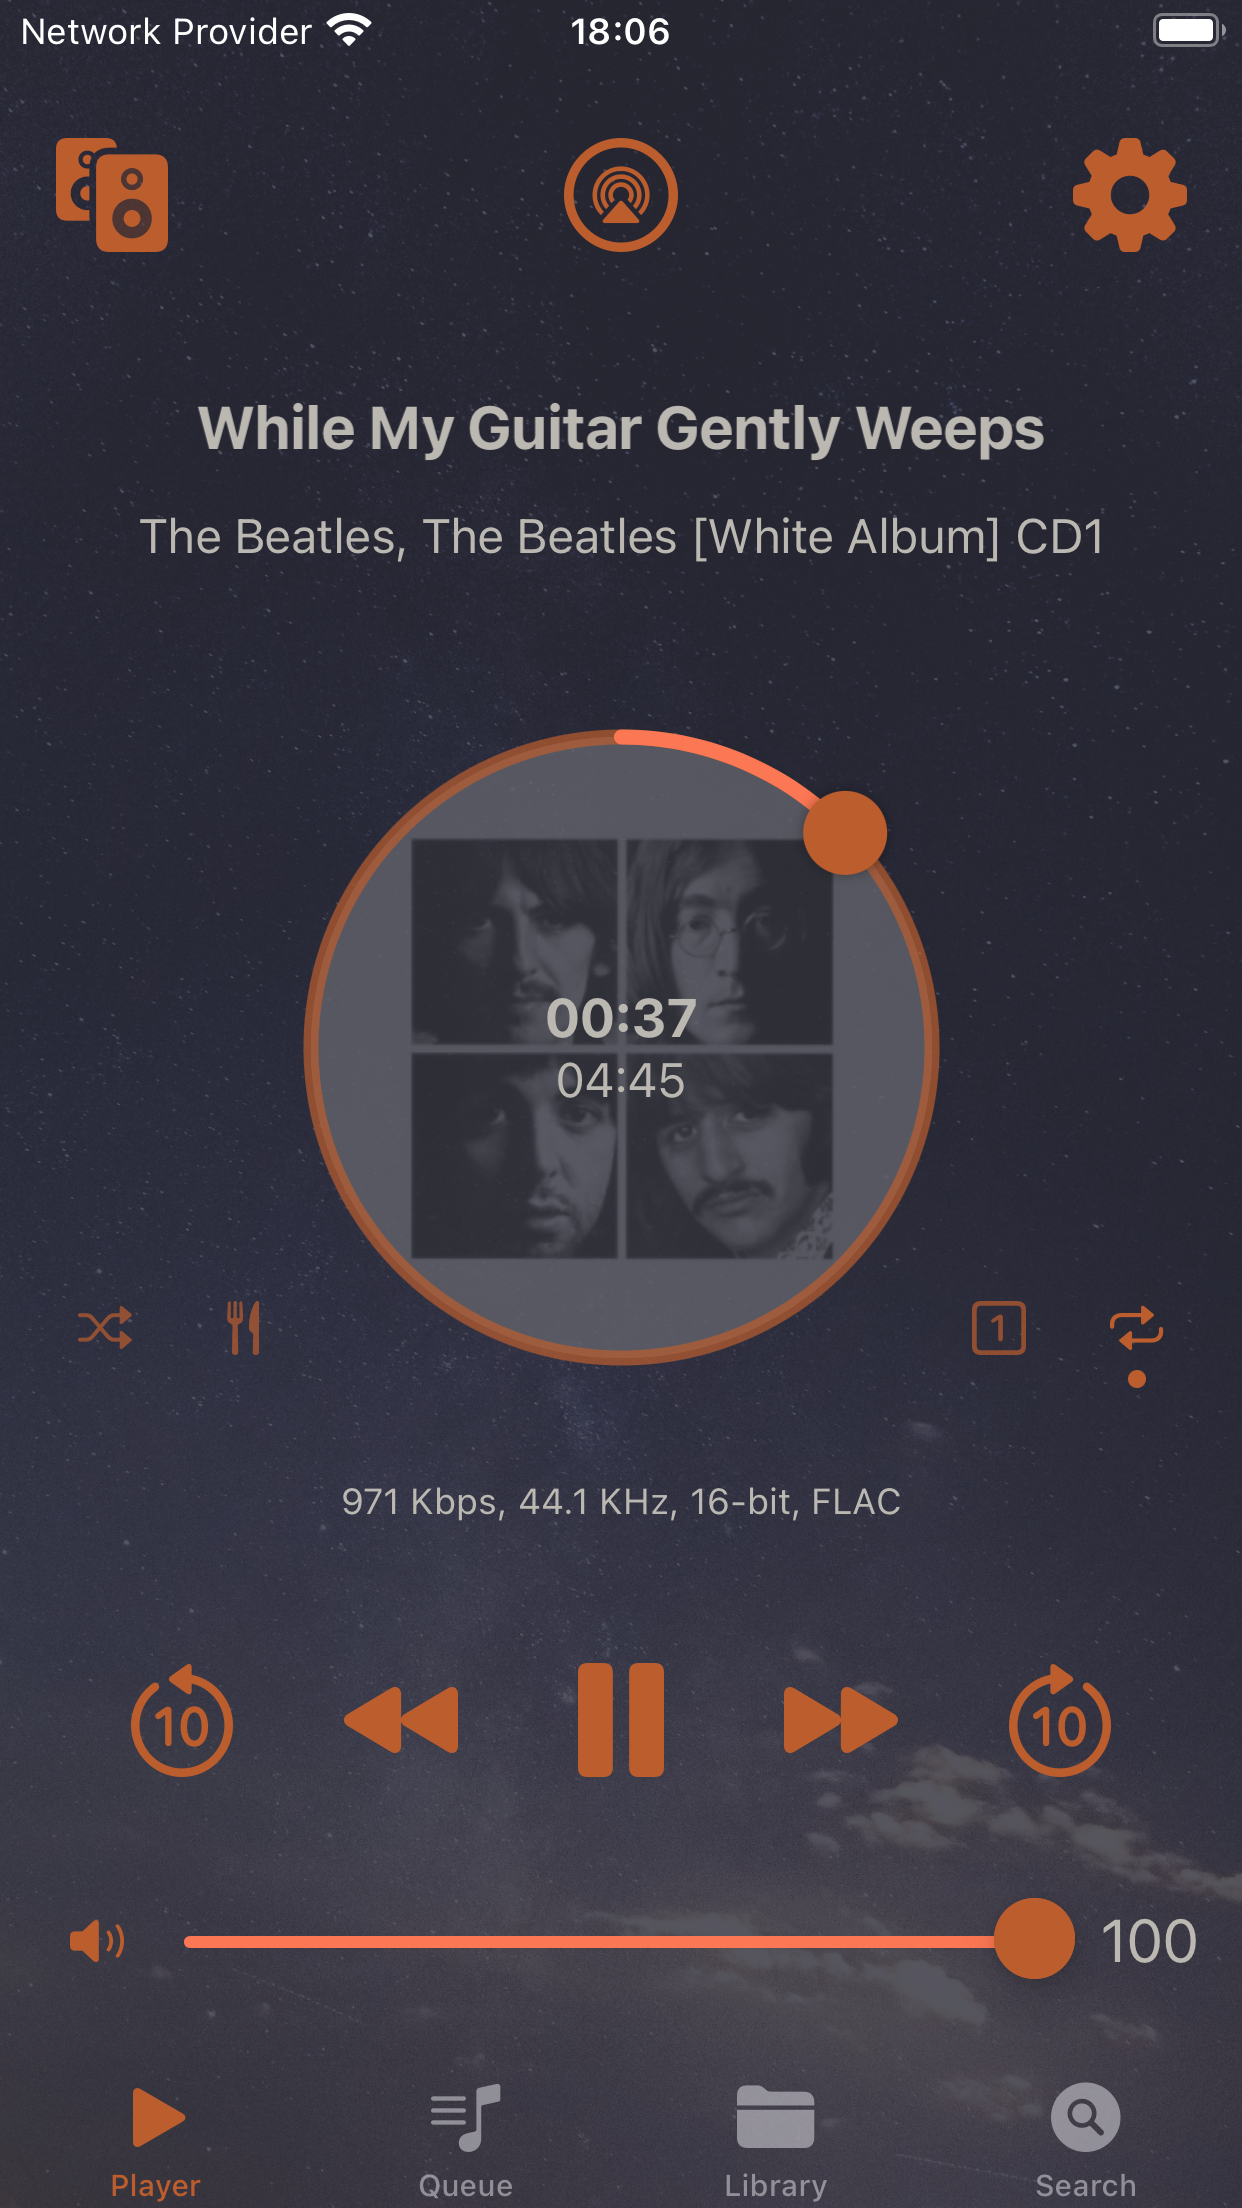 Network Provider 18:06
While My Guitar Gently Weeps
The Beatles, The Beatles [White Album] CD1
00:37
04:45
1
971 Kbps, 44.1 KHz, 16-bit, FLAC
10 10
100
Player Queue Library Search